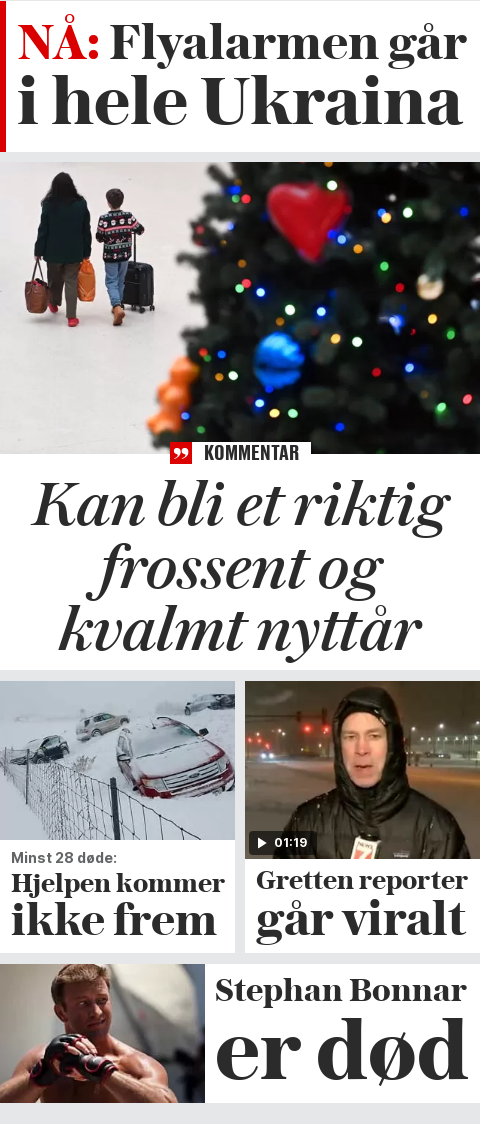 NÅ: Flyalarmen går
i hele Ukraina
KOMMENTAR
Kan bli et riktig
frossent og
kvalmt nyttår
Minst 28 døde:
Hjelpen kommer
ikke frem
01:19
7
Gretten reporter
går viralt
Stephan Bonnar
er død